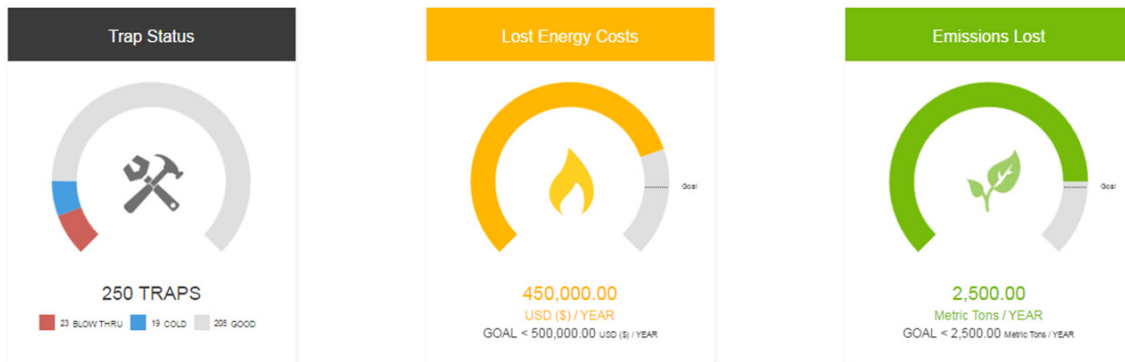 Trap Status
250 TRAPS
23 BLOW THRU 19 COLD 208 GOOD
Lost Energy Costs
Goal
450,000.00
USD ($) / YEAR
GOAL < 500,000.00 USD ($) / YEAR
Emissions Lost
Goal
2,500.00
Metric Tons / YEAR
GOAL < 2,500.00 Metric Tons / YEAR